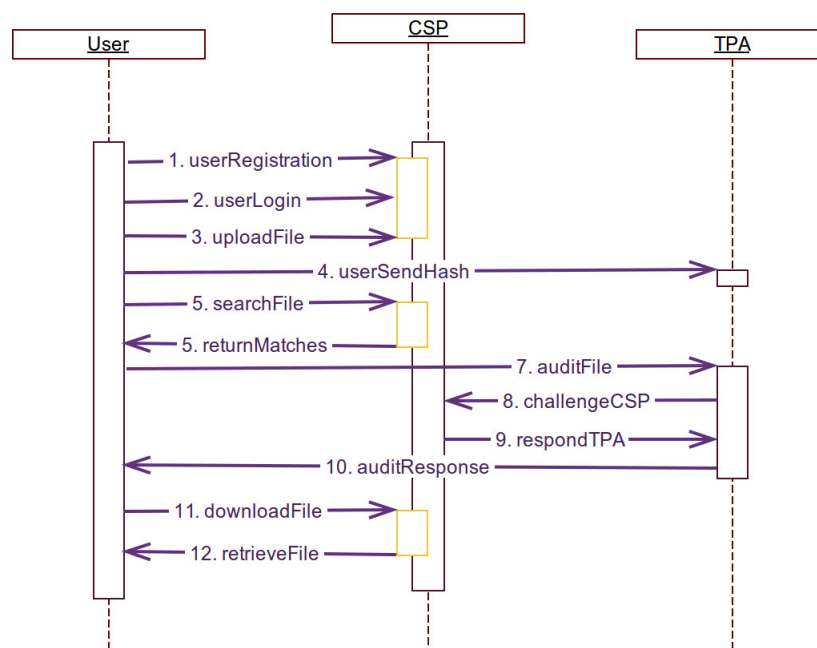 User
CSP
TPA
1. userRegistration
2. userLogin
3. uploadFile
4. userSendHash
5. searchFile
5. returnMatches
7. auditFile
8. challengeCSP
9. respondTPA
10. auditResponse
11. downloadFile
12. retrieveFile